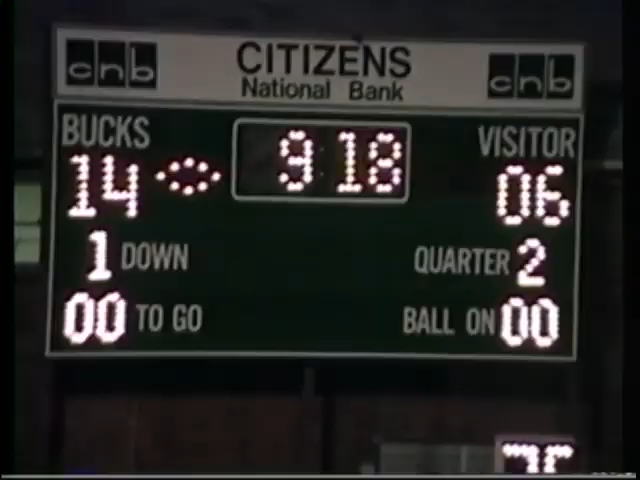 cnb CITIZENS cnb
National Bank
BUCKS 9:18 VISITOR
14 06
1 DOWN QUARTER 2
00 TO GO BALL ON 00